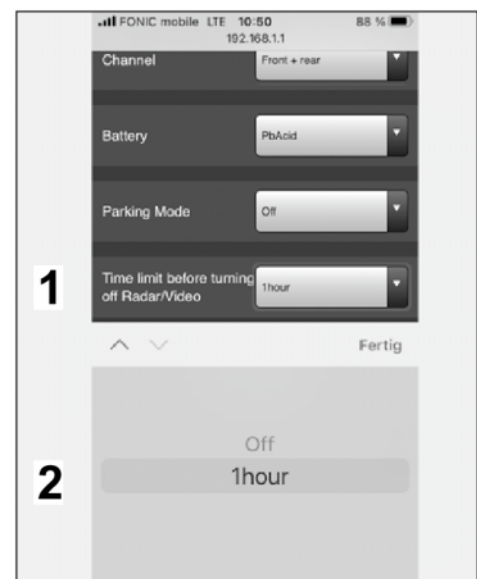 FONIC mobile LTE 10:50 88 %
192.168.1.1
Channel Front + rear
Battery PbAcid
Parking Mode Off
1
Time limit before turning
off Radar/Video
1hour
Fertig
Off
2
1hour